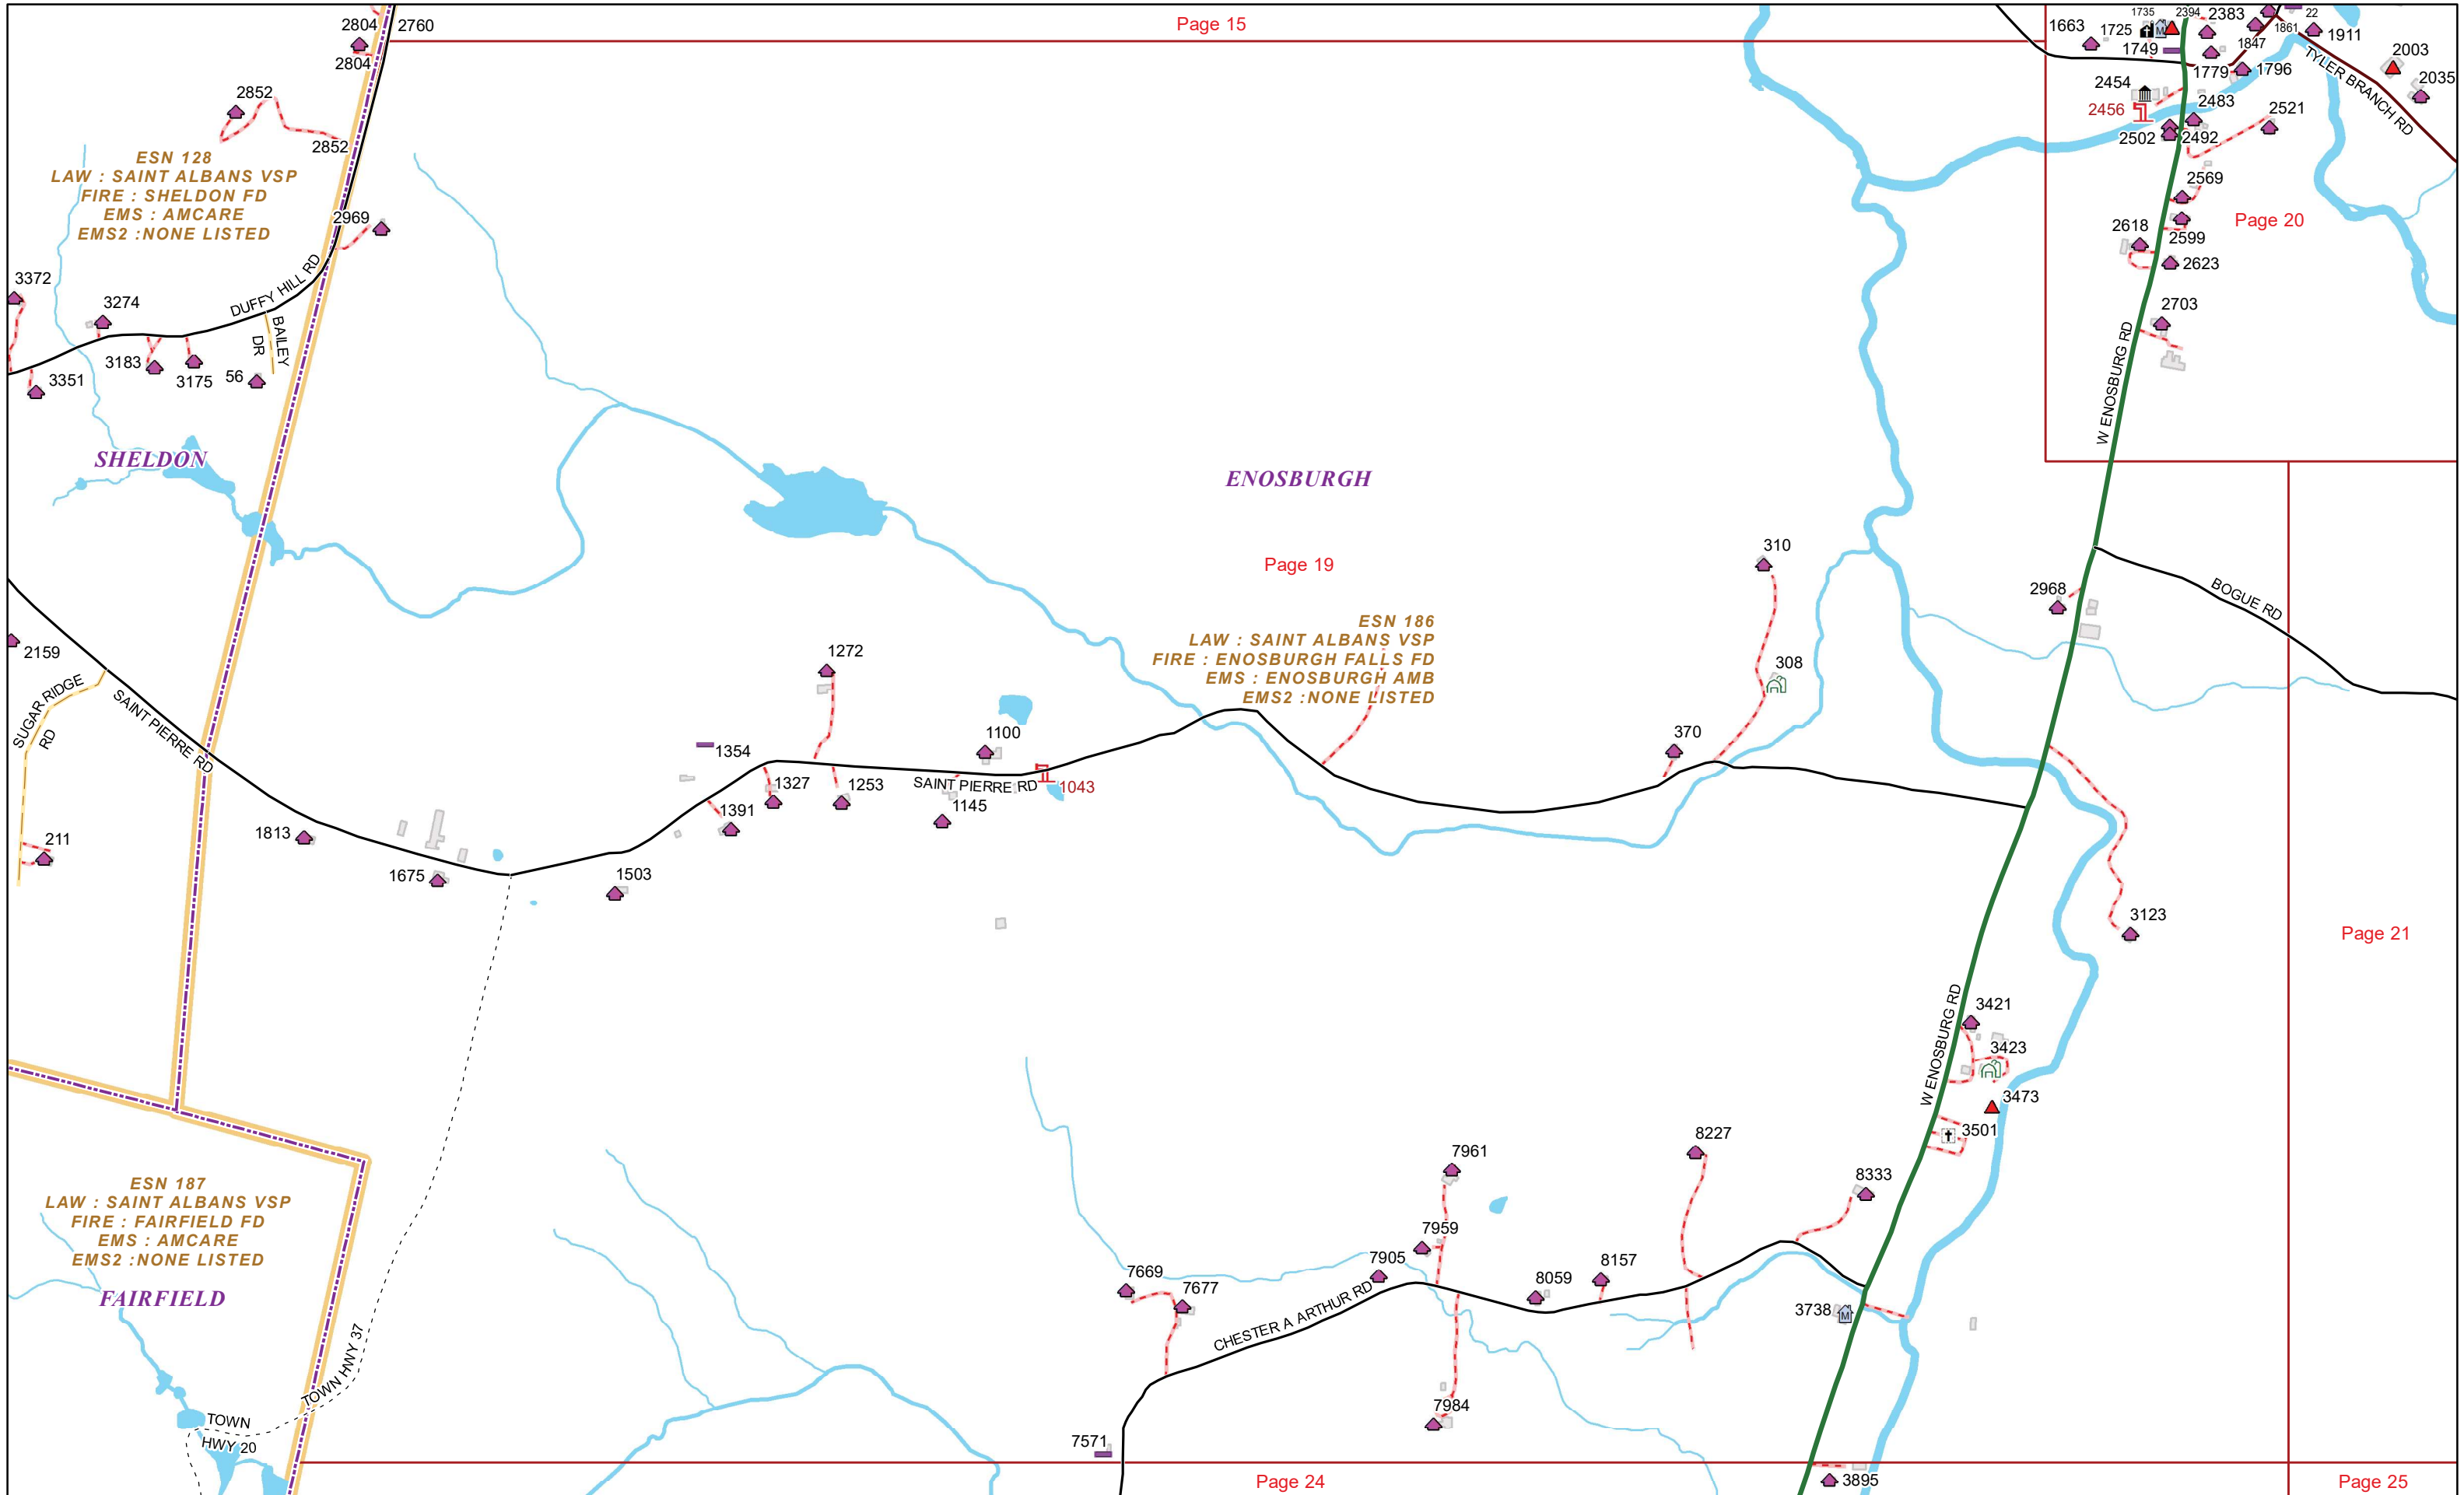 2804
2760
Page 15
1663
1725
1735
2394
2383
22
1749
1847
1861
1911
2003
2804
1779
1796
TYLER BRANCH RD
2035
2852
2454
2456
2483
2521
2852
2502
2492
ESN 128
LAW : SAINT ALBANS VSP
FIRE : SHELDON FD
EMS : AMCARE
EMS2 :NONE LISTED
2969
2569
Page 20
2618
2599
2623
3372
DUFFY HILL RD
3274
2703
BAILEY
DR
3183
3175
56
3351
W ENOSBURG RD
SHELDON
ENOSBURGH
310
Page 19
2968
BOGUE RD
ESN 186
LAW : SAINT ALBANS VSP
FIRE : ENOSBURGH FALLS FD
EMS : ENOSBURGH AMB
EMS2 :NONE LISTED
2159
1272
308
SUGAR RIDGE
RD
SAINT PIERRE RD
1354
1100
370
1327
1253
SAINT PIERRE RD
1043
1391
1145
1813
211
1675
1503
3123
Page 21
W ENOSBURG RD
3421
3423
3473
3501
8227
7961
8333
ESN 187
LAW : SAINT ALBANS VSP
FIRE : FAIRFIELD FD
EMS : AMCARE
EMS2 :NONE LISTED
7959
7905
8157
7669
7677
8059
FAIRFIELD
CHESTER A ARTHUR RD
3738
TOWN HWY 37
7984
TOWN
HWY 20
7571
Page 24
3895
Page 25